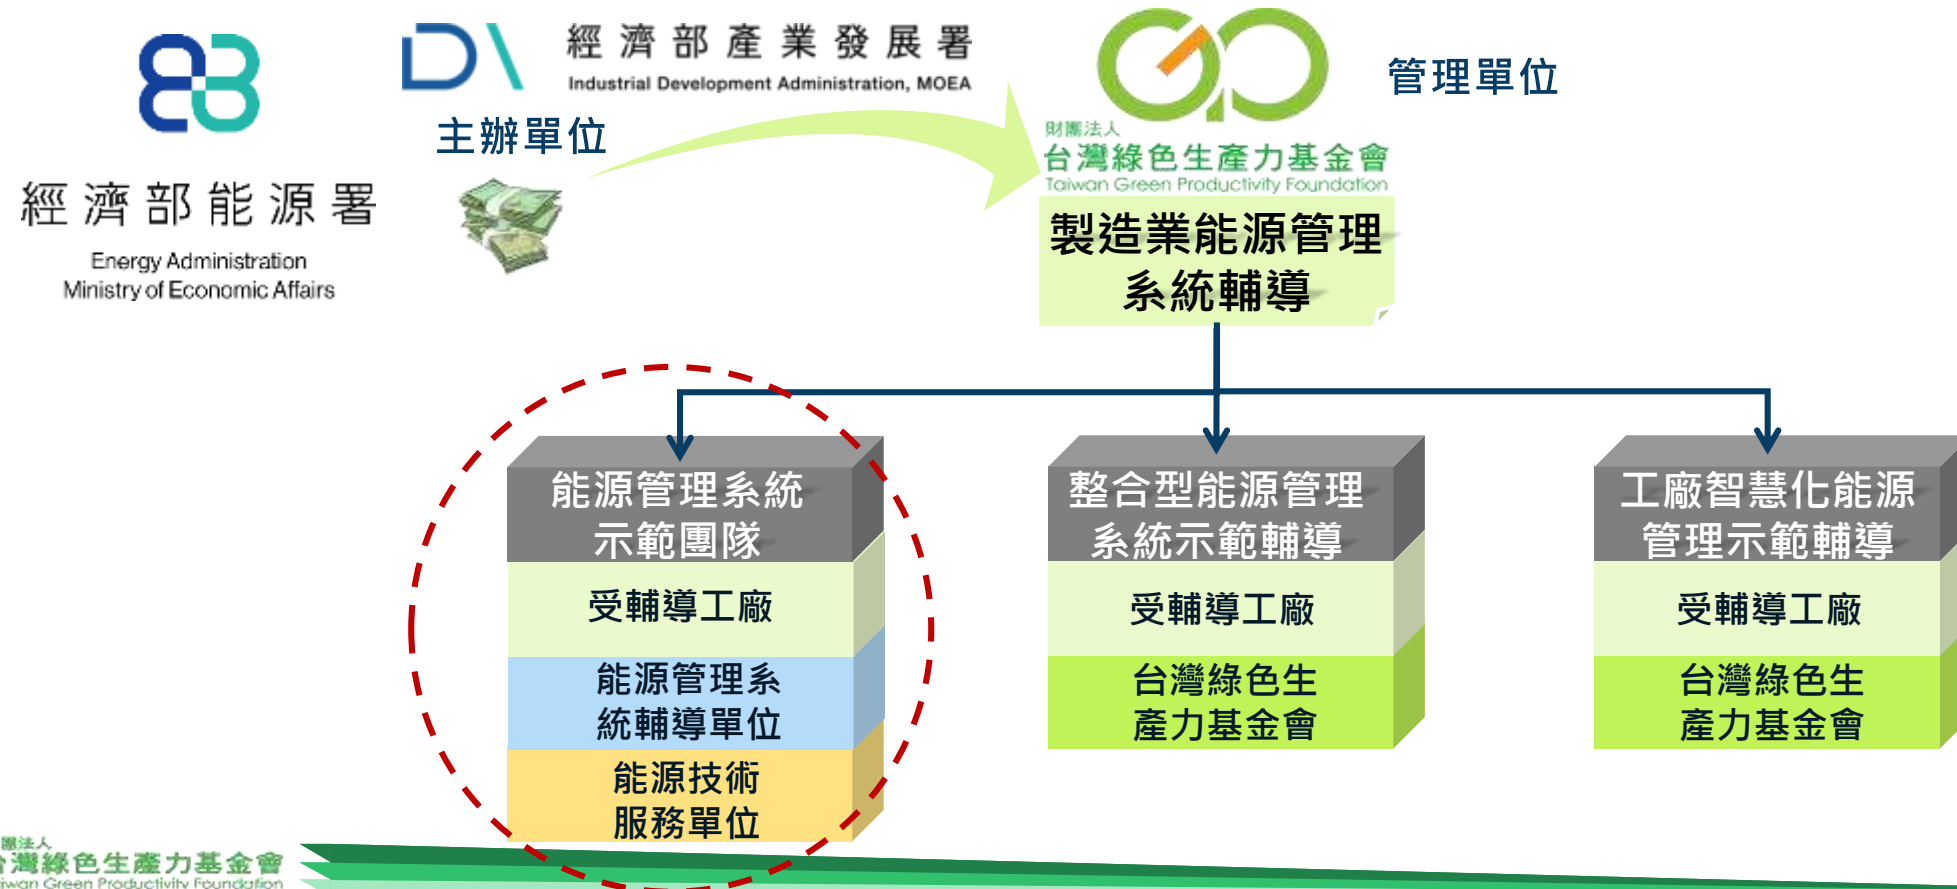 經濟部能源署
Energy Administration
Ministry of Economic Affairs
經濟部產業發展署
Industrial Development Administration, MOEA
主辦單位
財團法人
台灣綠色生產力基金會
Taiwan Green Productivity Foundation
管理單位
製造業能源管理
系統輔導
能源管理系統
示範團隊
受輔導工廠
能源管理系
統輔導單位
能源技術
服務單位
整合型能源管理
系統示範輔導
受輔導工廠
台灣綠色生
產力基金會
工廠智慧化能源
管理示範輔導
受輔導工廠
台灣綠色生
產力基金會
團法人
台灣綠色生產力基金會
aiwan Green Productivity Foundation